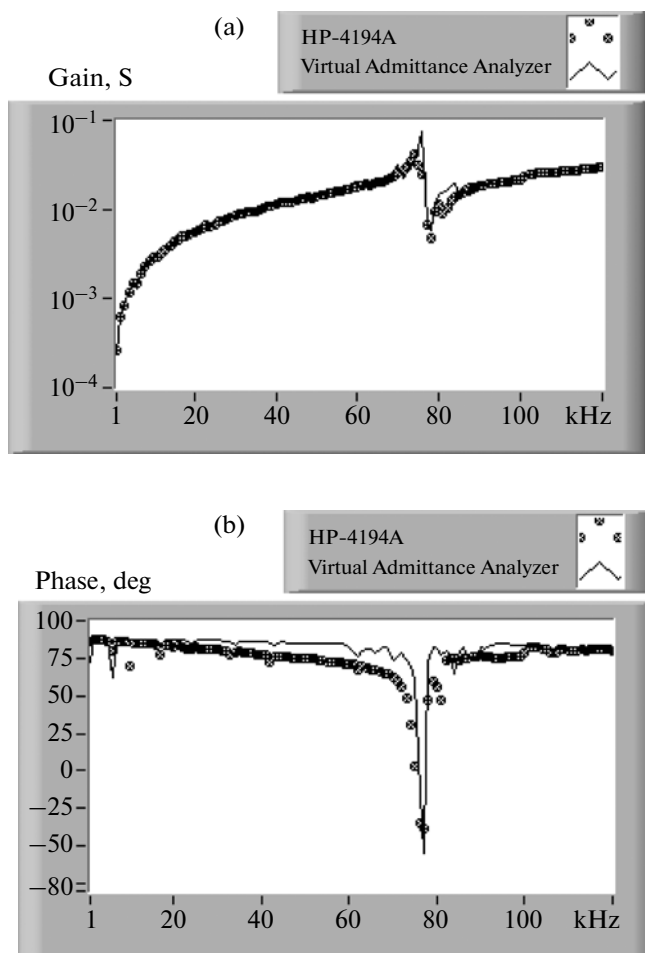 (a)
HP-4194A
Virtual Admittance Analyzer
Gain, S
10⁻¹
10⁻²
10⁻³
10⁻⁴
1 20 40 60 80 100 kHz
(b)
HP-4194A
Virtual Admittance Analyzer
Phase, deg
100
75
50
25
0
−25
−50
−80
1 20 40 60 80 100 kHz